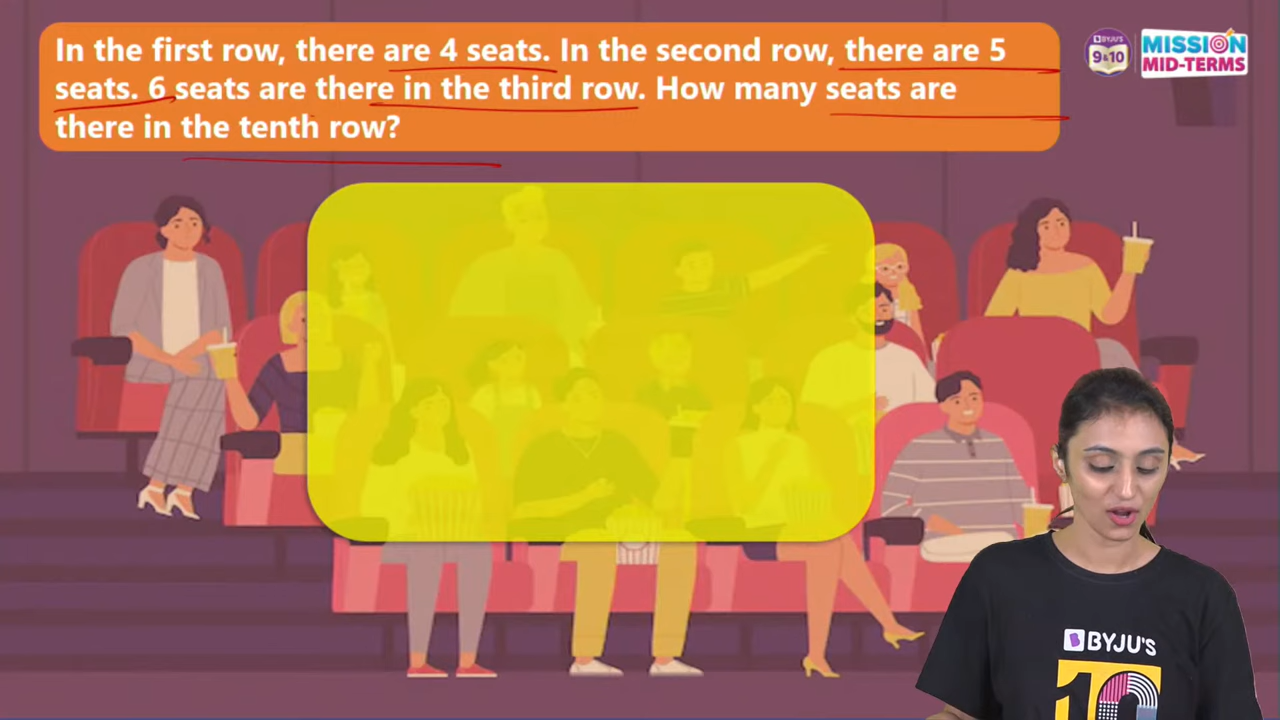 In the first row, there are 4 seats. In the second row, there are 5
seats. 6 seats are there in the third row. How many seats are
there in the tenth row?
BYJU'S
9&10
MISSION
MID-TERMS
BYJU'S
10